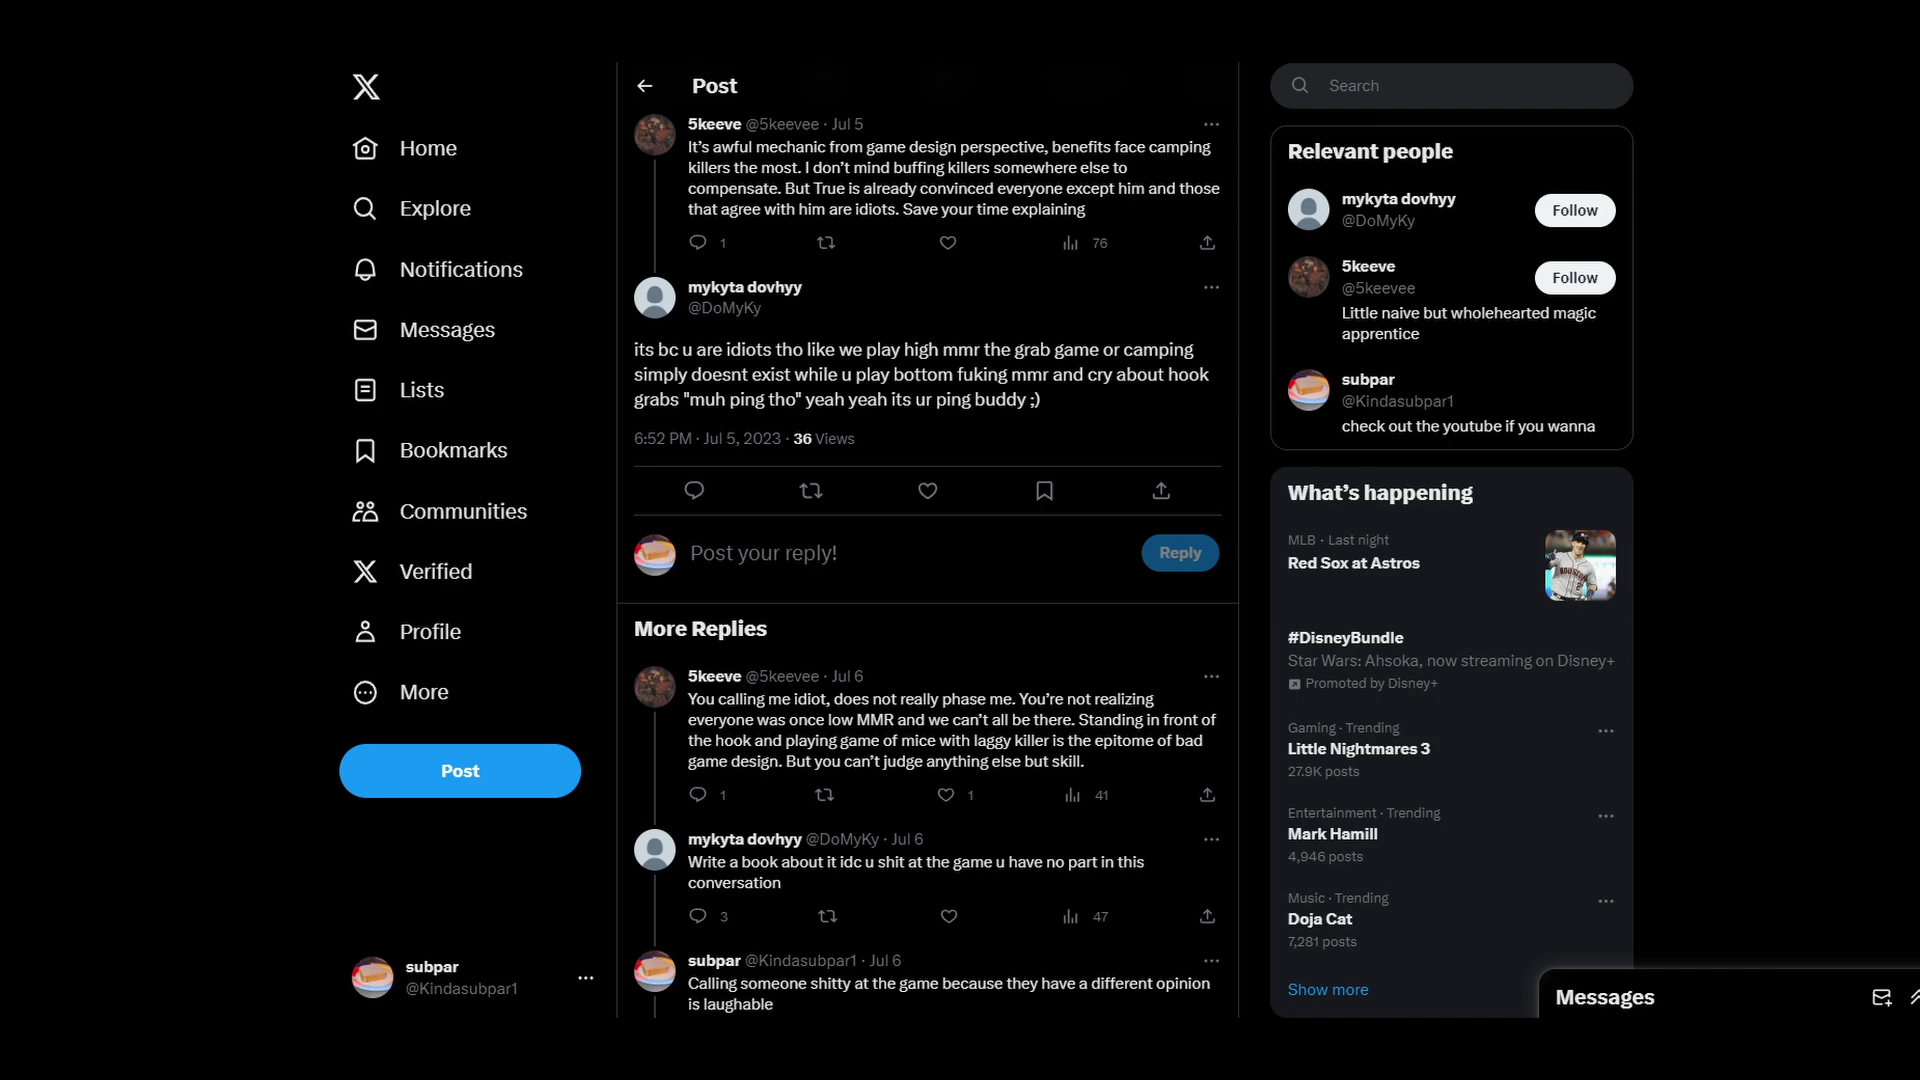 Home
Explore
Notifications
Messages
Lists
Bookmarks
Communities
Verified
Profile
More
Post
subpar
@Kindasubpar1
Post
5keeve @5keevee · Jul 5
It's awful mechanic from game design perspective, benefits face camping
killers the most. I don't mind buffing killers somewhere else to
compensate. But True is already convinced everyone except him and those
that agree with him are idiots. Save your time explaining
1 76
mykyta dovhyy
@DoMyKy
its bc u are idiots tho like we play high mmr the grab game or camping
simply doesnt exist while u play bottom fuking mmr and cry about hook
grabs "muh ping tho" yeah yeah its ur ping buddy ;)
6:52 PM · Jul 5, 2023 · 36 Views
Post your reply!
Reply
More Replies
5keeve @5keevee · Jul 6
You calling me idiot, does not really phase me. You're not realizing
everyone was once low MMR and we can't all be there. Standing in front of
the hook and playing game of mice with laggy killer is the epitome of bad
game design. But you can't judge anything else but skill.
1 1 41
mykyta dovhyy @DoMyKy · Jul 6
Write a book about it idc u shit at the game u have no part in this
conversation
3 47
subpar @Kindasubpar1 · Jul 6
Calling someone shitty at the game because they have a different opinion
is laughable
Search
Relevant people
mykyta dovhyy
@DoMyKy
Follow
5keeve
@5keevee
Follow
Little naive but wholehearted magic
apprentice
subpar
@Kindasubpar1
check out the youtube if you wanna
What's happening
MLB · Last night
Red Sox at Astros
#DisneyBundle
Star Wars: Ahsoka, now streaming on Disney+
Promoted by Disney+
Gaming · Trending
Little Nightmares 3
27.9K posts
Entertainment · Trending
Mark Hamill
4,946 posts
Music · Trending
Doja Cat
7,281 posts
Show more
Messages